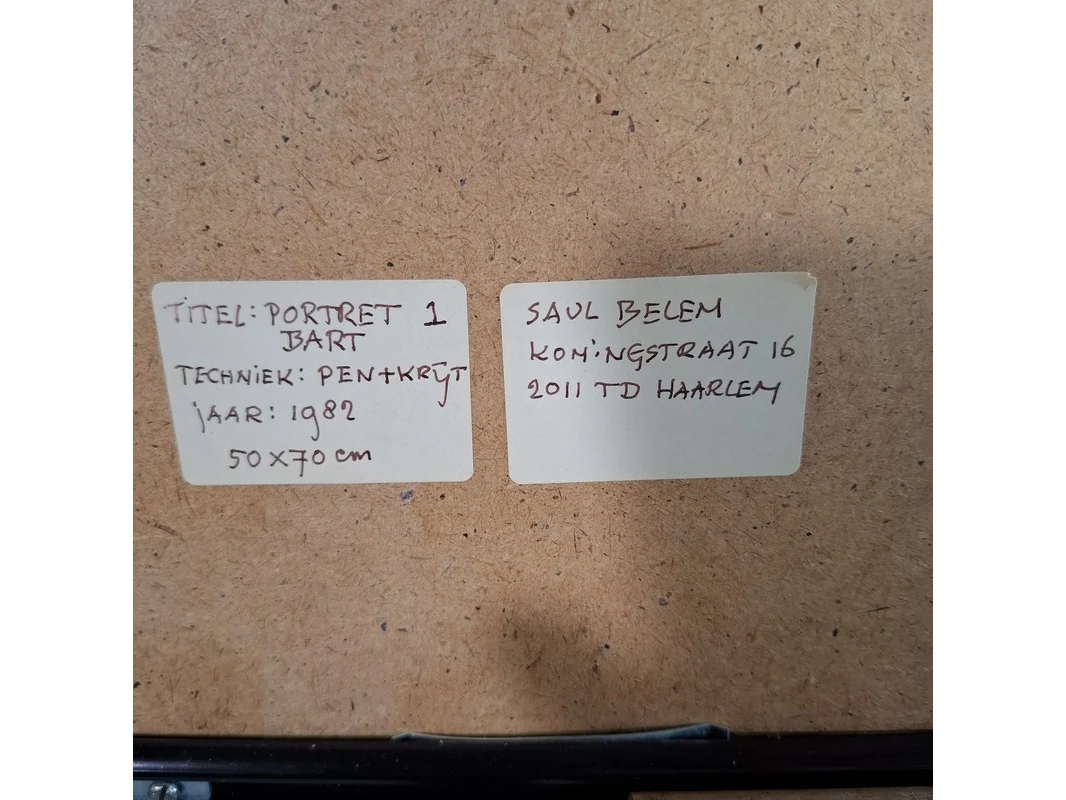 TITEL: PORTRET 1
BART
TECHNIEK: PEN+KRIJT
JAAR: 1982
50X70 cm
SAUL BELEM
KONINGSTRAAT 16
2011 TD HAARLEM